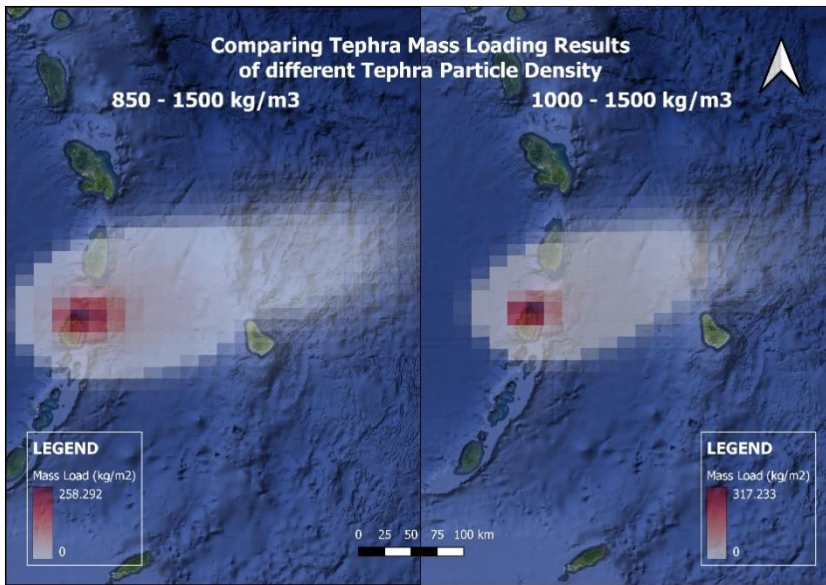 Comparing Tephra Mass Loading Results
of different Tephra Particle Density
850 - 1500 kg/m3
1000 - 1500 kg/m3
LEGEND
Mass Load (kg/m2)
258.292
0
0 25 50 75 100 km
LEGEND
Mass Load (kg/m2)
317.233
0